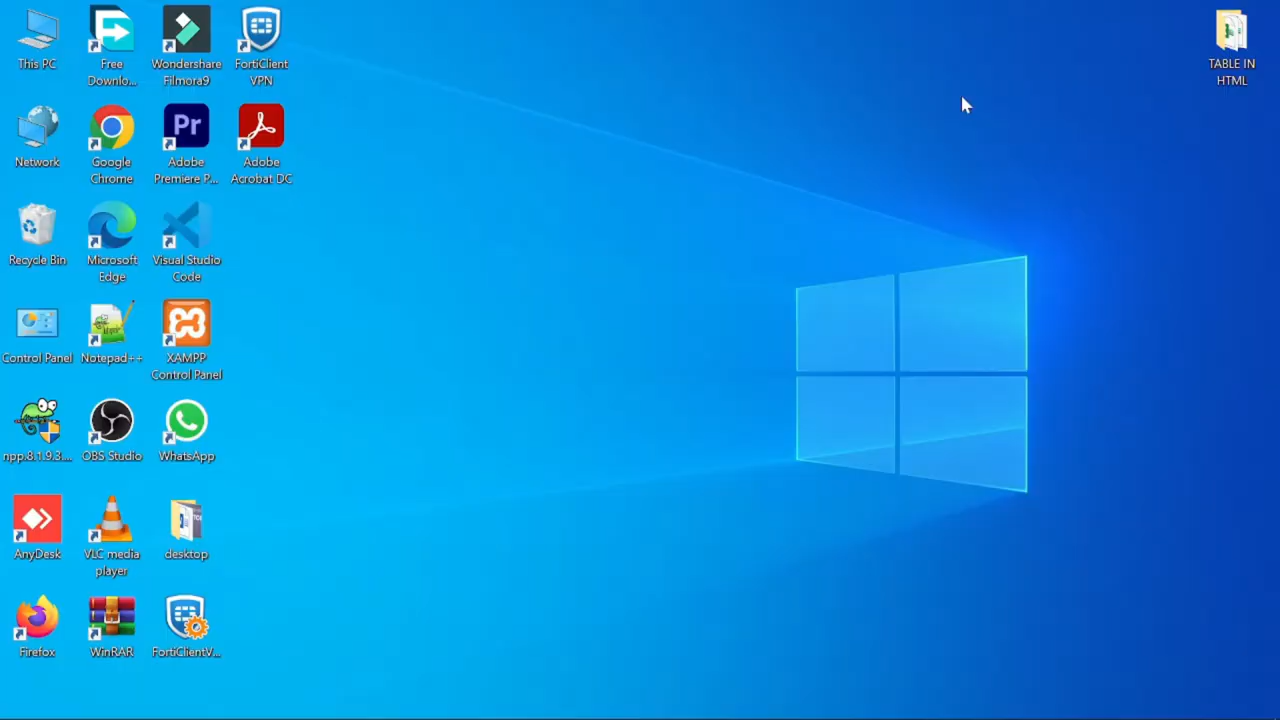 This PC
Free
Downlo...
Wondershare
Filmora9
FortiClient
VPN
TABLE IN
HTML
Network
Google
Chrome
Pr
Adobe
Premiere P...
Adobe
Acrobat DC
Recycle Bin
Microsoft
Edge
Visual Studio
Code
Control Panel
Notepad++
XAMPP
Control Panel
npp.8.1.9.3....
OBS Studio
WhatsApp
AnyDesk
VLC media
player
desktop
Firefox
WinRAR
FortiClientV...